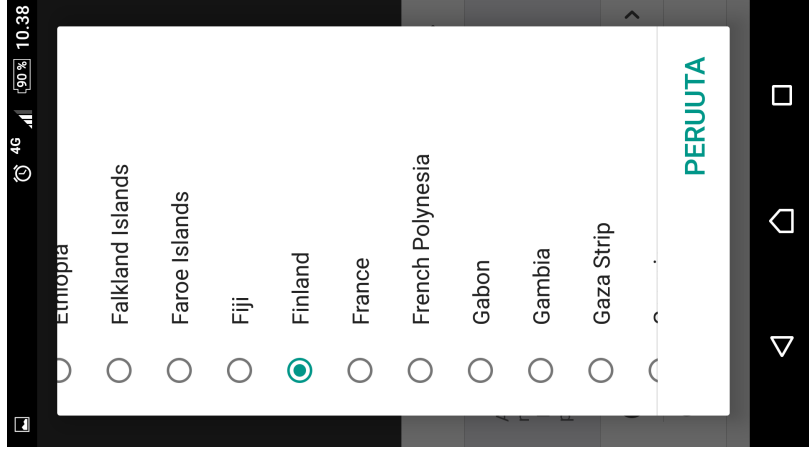 4G 90% 10.38
Ethiopia
Falkland Islands
Faroe Islands
Fiji
Finland
France
French Polynesia
Gabon
Gambia
Gaza Strip
PERUUTA